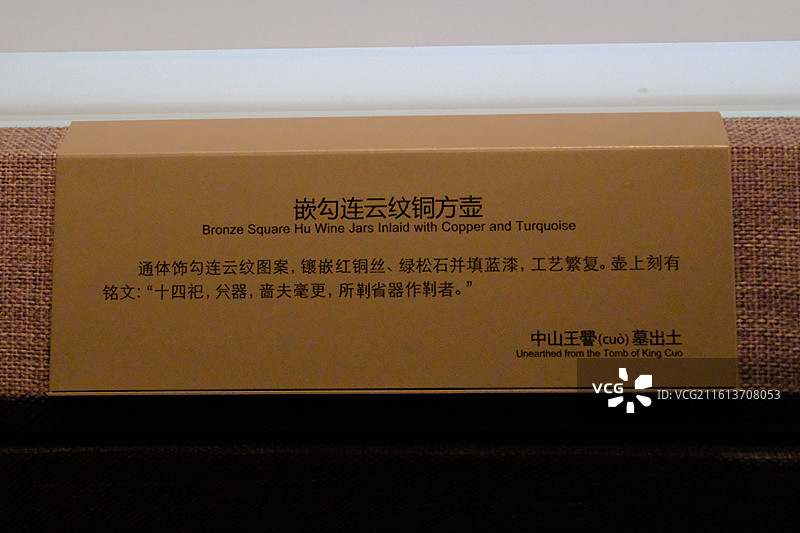 嵌勾连云纹铜方壶
Bronze Square Hu Wine Jars Inlaid with Copper and Turquoise
通体饰勾连云纹图案，镶嵌红铜丝、绿松石并填蓝漆，工艺繁复。壶上刻有
铭文：“十四祀，㒸器，啬夫亳更，所勒省器作勒者。”
中山王䥽(cuò)墓出土
Unearthed from the Tomb of King Cuo
VCG
ID:VCG211613708053